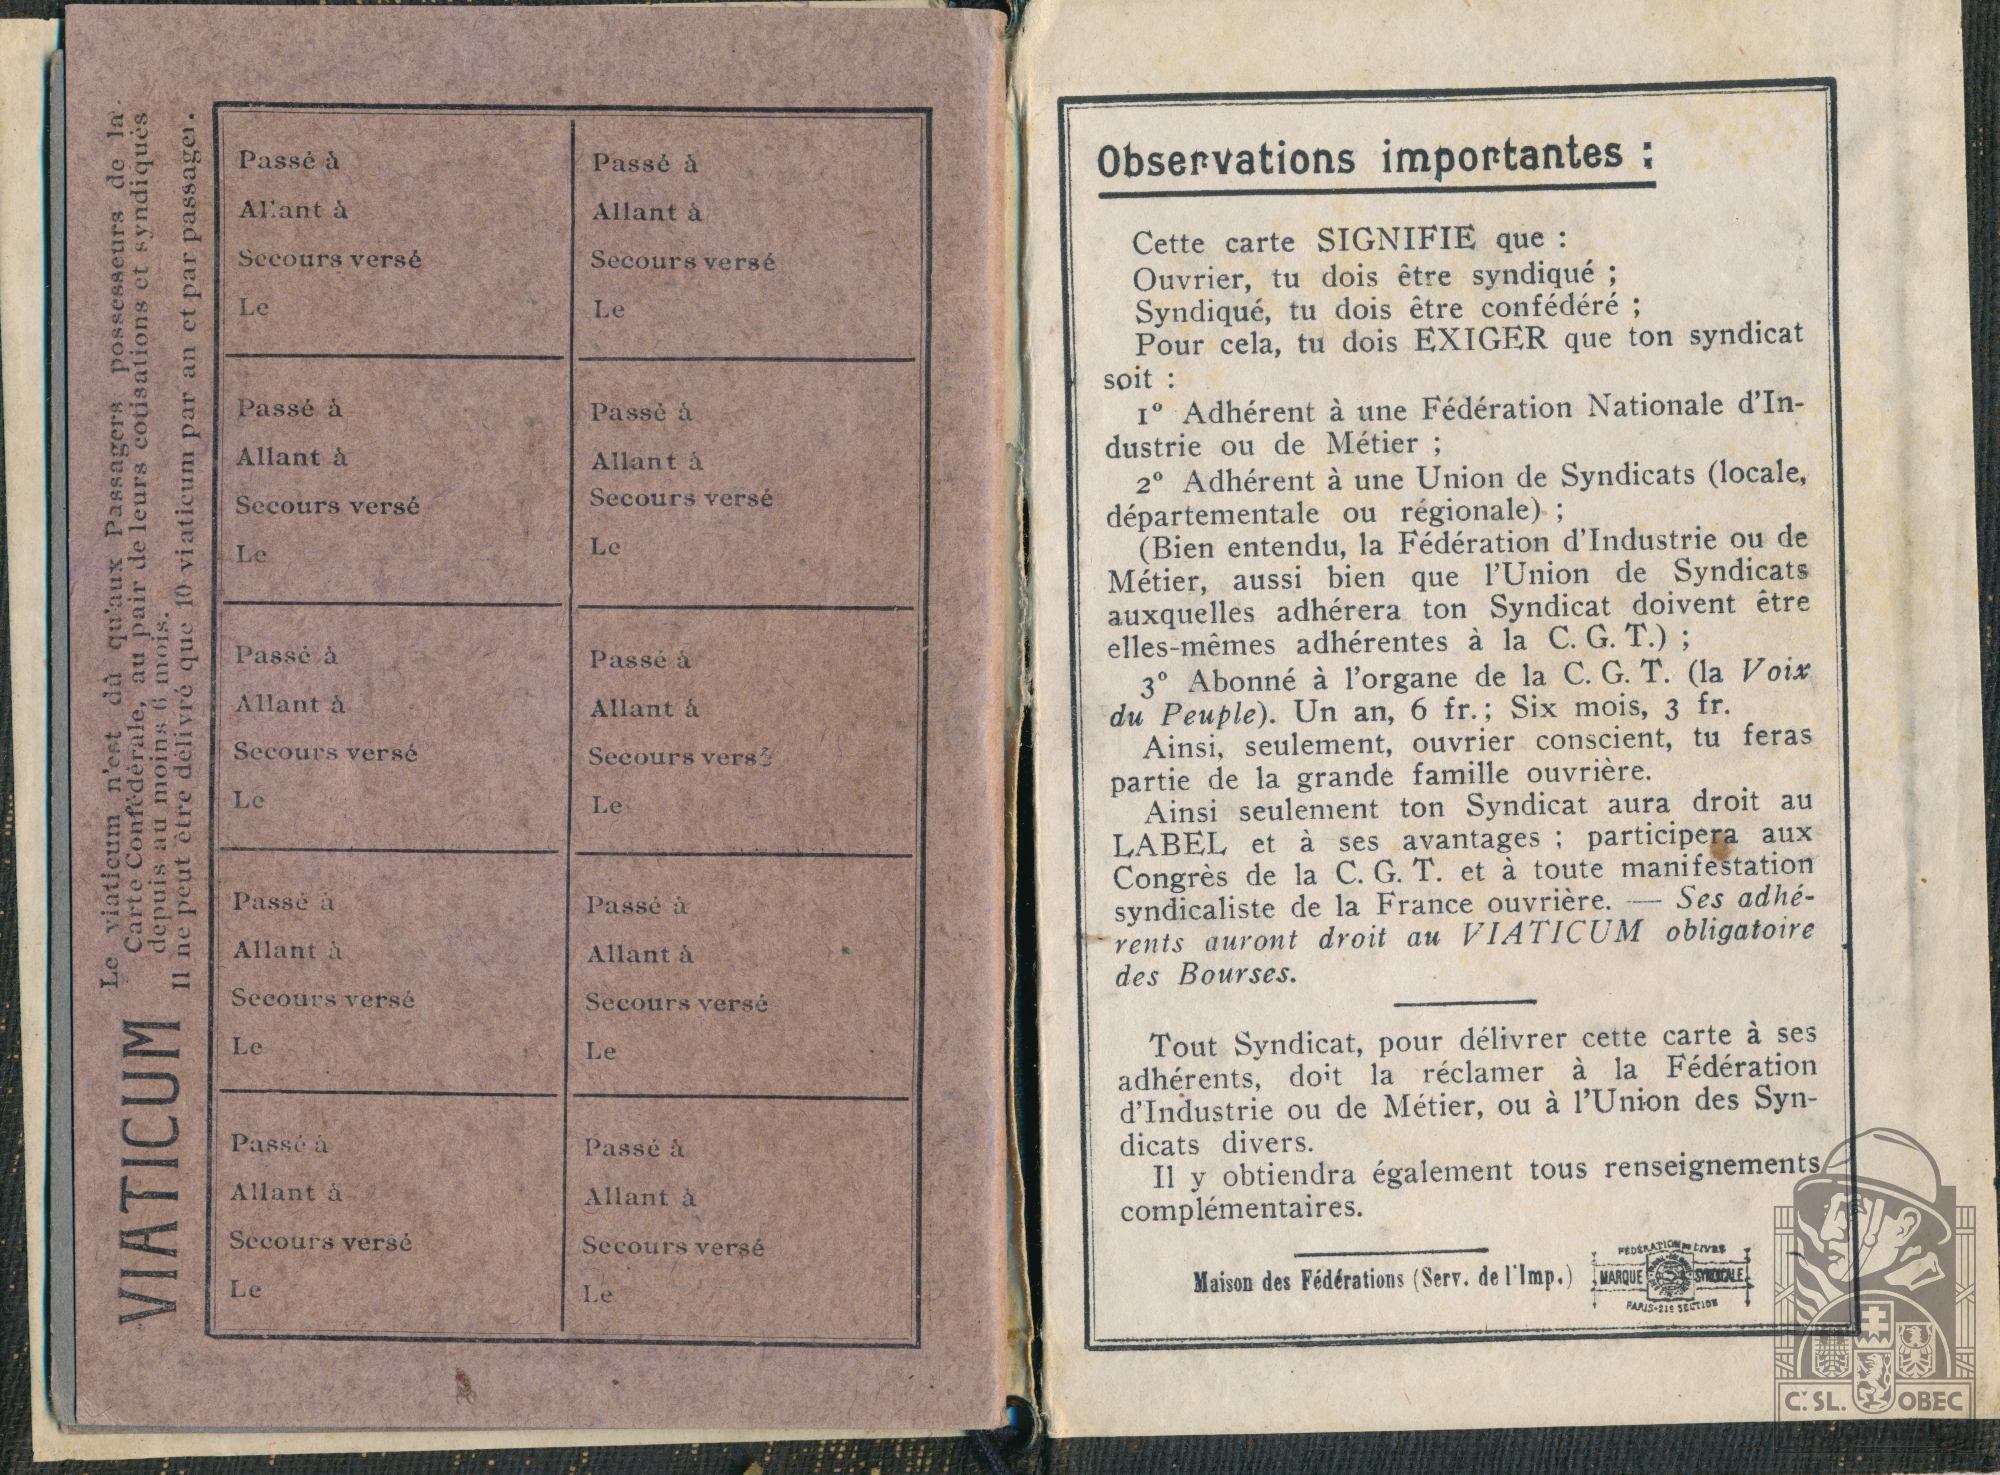 VIATICUM
Le viaticum n'est dû qu'aux Passagers possesseurs de la
Carte Confédérale, au pair de leurs cotisations et syndiqués
depuis au moins 6 mois.
Il ne peut être délivré que 10 viaticum par an et par passager.
Passé à
Allant à
Secours versé
Le
Passé à
Allant à
Secours versé
Le
Passé à
Allant à
Secours versé
Le
Passé à
Allant à
Secours versé
Le
Passé à
Allant à
Secours versé
Le
Passé à
Allant à
Secours versé
Le
Passé à
Allant à
Secours versé
Le
Passé à
Allant à
Secours versé
Le
Passé à
Allant à
Secours versé
Le
Passé à
Allant à
Secours versé
Le
Observations importantes :
Cette carte SIGNIFIE que :
Ouvrier, tu dois être syndiqué ;
Syndiqué, tu dois être confédéré ;
Pour cela, tu dois EXIGER que ton syndicat
soit :
1° Adhérent à une Fédération Nationale d'In-
dustrie ou de Métier ;
2° Adhérent à une Union de Syndicats (locale,
départementale ou régionale) ;
(Bien entendu, la Fédération d'Industrie ou de
Métier, aussi bien que l'Union de Syndicats
auxquelles adhérera ton Syndicat doivent être
elles-mêmes adhérentes à la C. G. T.) ;
3° Abonné à l'organe de la C. G. T. (la Voix
du Peuple). Un an, 6 fr.; Six mois, 3 fr.
Ainsi, seulement, ouvrier conscient, tu feras
partie de la grande famille ouvrière.
Ainsi seulement ton Syndicat aura droit au
LABEL et à ses avantages ; participera aux
Congrès de la C. G. T. et à toute manifestation
syndicaliste de la France ouvrière. — Ses adhé-
rents auront droit au VIATICUM obligatoire
des Bourses.
Tout Syndicat, pour délivrer cette carte à ses
adhérents, doit la réclamer à la Fédération
d'Industrie ou de Métier, ou à l'Union des Syn-
dicats divers.
Il y obtiendra également tous renseignements
complémentaires.
Maison des Fédérations (Serv. de l'Imp.)
FÉDÉRATION DU LIVRE
MARQUE SYNDICALE
PARIS-21e SECTION
Č. SL. OBEC